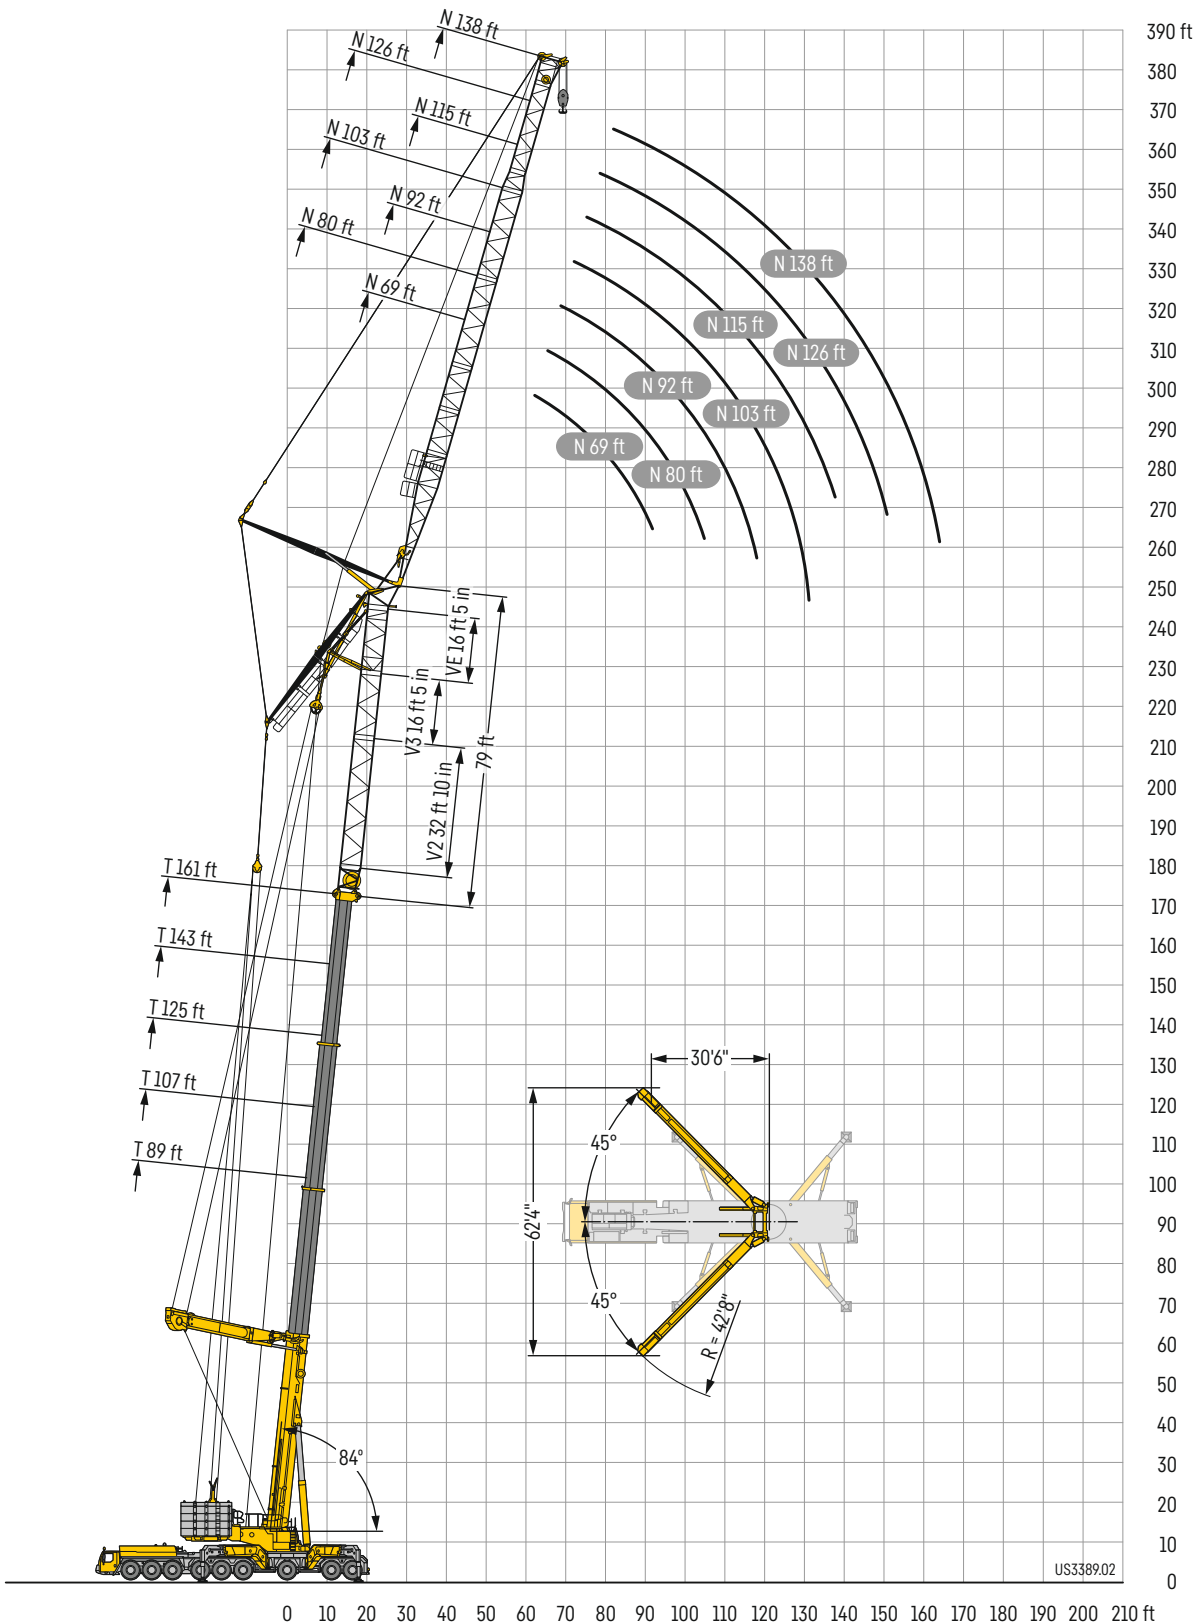 N 138 ft
N 126 ft
N 115 ft
N 103 ft
N 92 ft
N 80 ft
N 69 ft
390 ft
380
370
360
350
340
330
320
310
300
290
280
270
260
250
240
230
220
210
200
190
180
170
160
150
140
130
120
110
100
90
80
70
60
50
40
30
20
10
0
N 138 ft
N 115 ft
N 126 ft
N 92 ft
N 103 ft
N 69 ft
N 80 ft
VE 16 ft 5 in
V3 16 ft 5 in
79 ft
V2 32 ft 10 in
T 161 ft
T 143 ft
T 125 ft
T 107 ft
T 89 ft
30'6"
45°
62'4"
45°
R = 42'8"
84°
US3389.02
0 10 20 30 40 50 60 70 80 90 100 110 120 130 140 150 160 170 180 190 200 210 ft